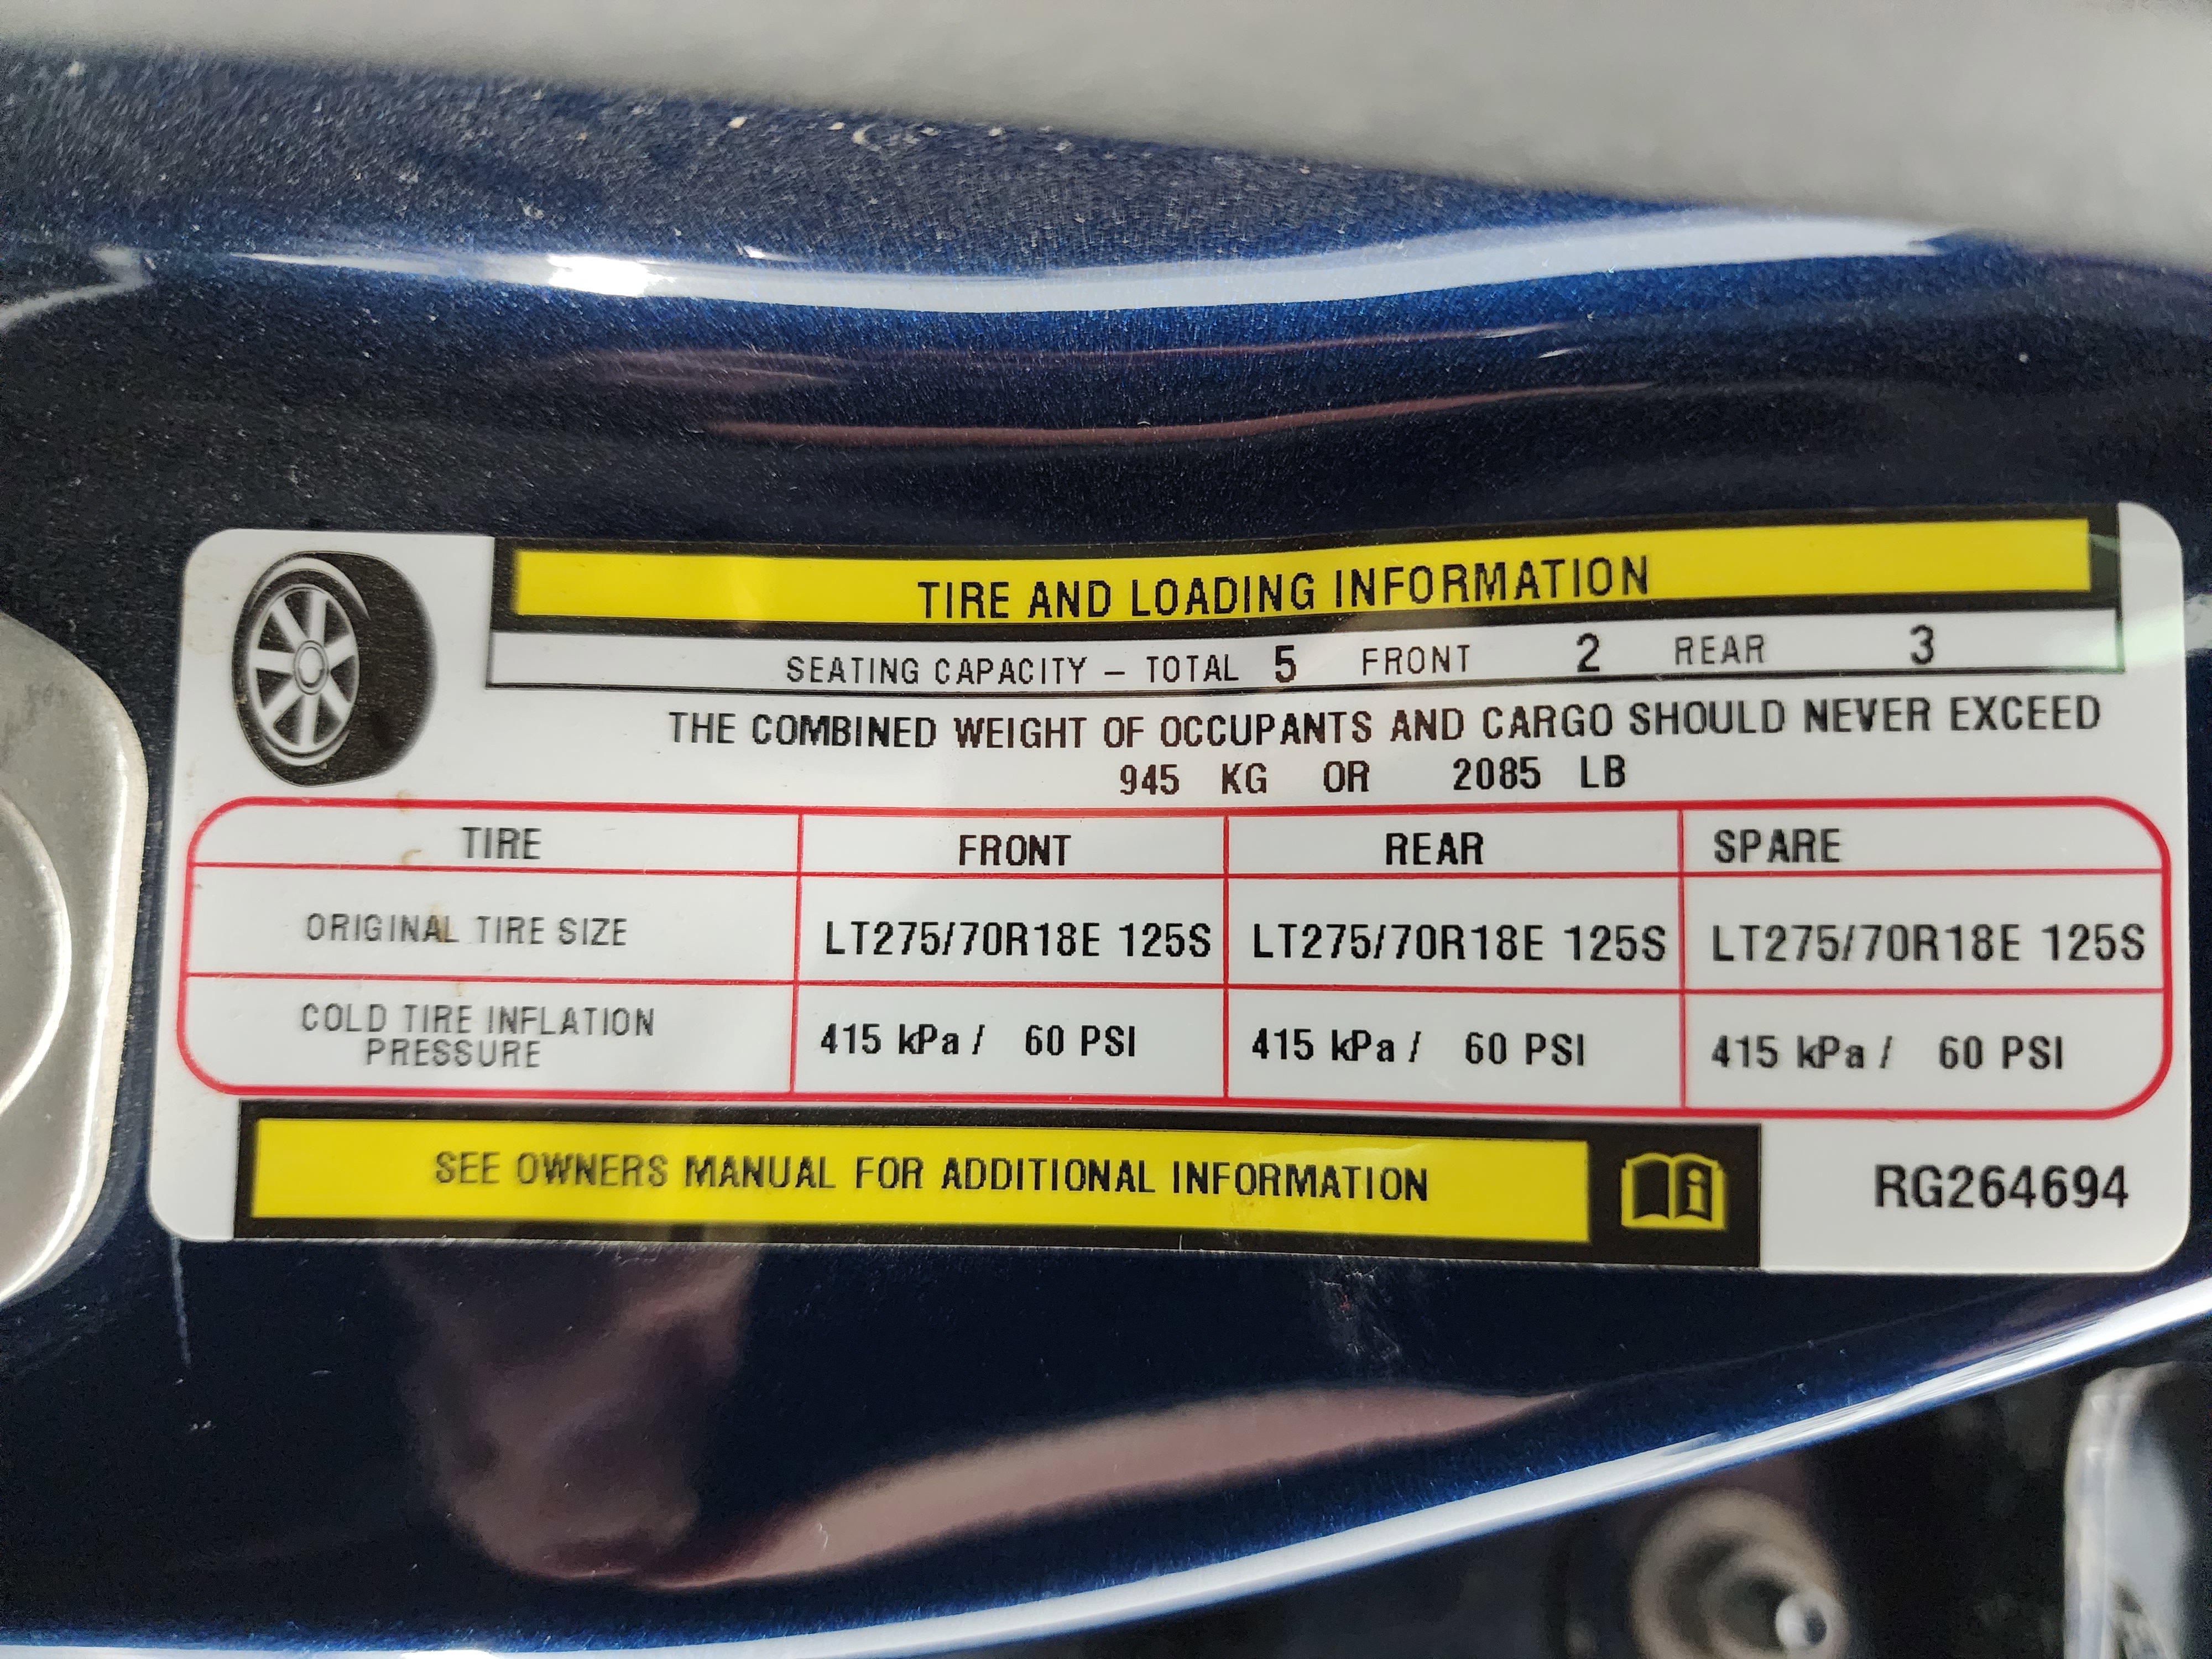 TIRE AND LOADING INFORMATION
SEATING CAPACITY – TOTAL 5 FRONT 2 REAR 3
THE COMBINED WEIGHT OF OCCUPANTS AND CARGO SHOULD NEVER EXCEED
945 KG OR 2085 LB
TIRE FRONT REAR SPARE
ORIGINAL TIRE SIZE LT275/70R18E 125S LT275/70R18E 125S LT275/70R18E 125S
COLD TIRE INFLATION
PRESSURE 415 kPa / 60 PSI 415 kPa / 60 PSI 415 kPa / 60 PSI
SEE OWNERS MANUAL FOR ADDITIONAL INFORMATION i RG264694